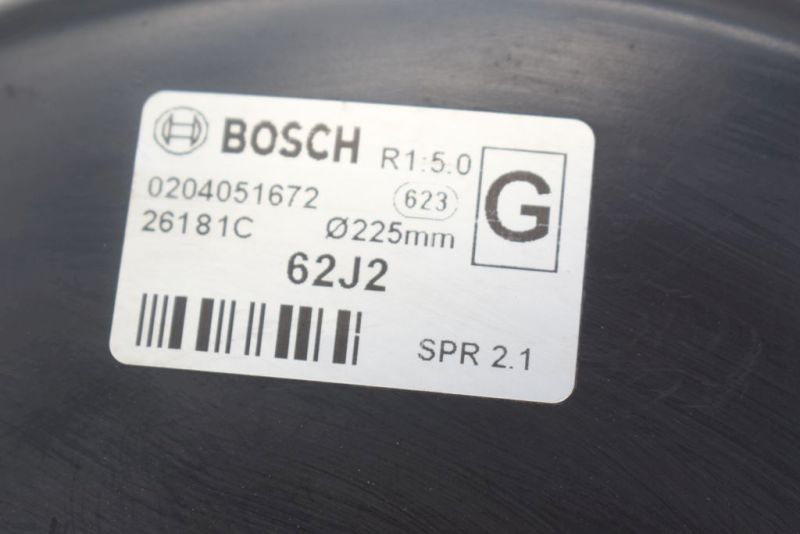 BOSCH R1:5.0
G
0204051672 623
26181C Ø225mm
62J2
SPR 2.1